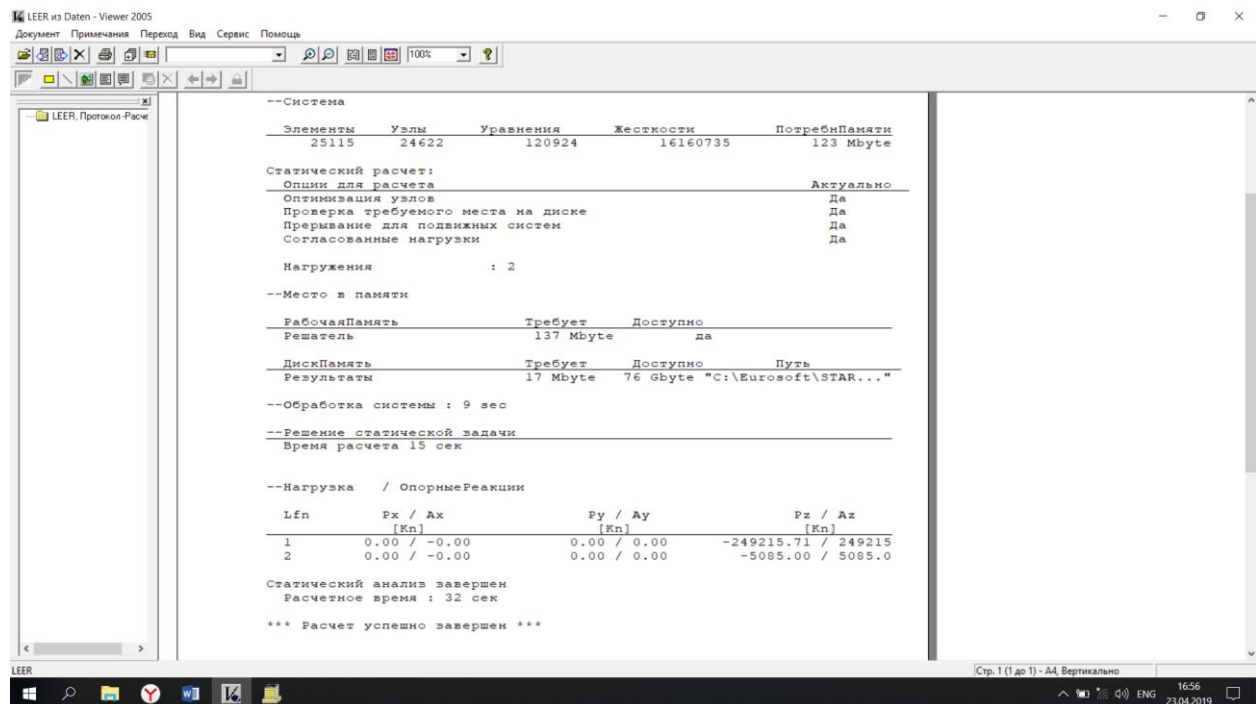 LEER из Daten - Viewer 2005
Документ Примечания Переход Вид Сервис Помощь
100%
LEER, Протокол -Расче
--Система
Элементы Узлы Уравнения Жесткости ПотребнПамяти
25115 24622 120924 16160735 123 Mbyte
Статический расчет:
Опции для расчета Актуально
Оптимизация узлов Да
Проверка требуемого места на диске Да
Прерывание для подвижных систем Да
Согласованные нагрузки Да
Нагружения : 2
--Место в памяти
РабочаяПамять Требует Доступно
Решатель 137 Mbyte да
ДискПамять Требует Доступно Путь
Результаты 17 Mbyte 76 Gbyte "C:\Eurosoft\STAR..."
--Обработка системы : 9 sec
--Решение статической задачи
Время расчета 15 сек
--Нагрузка / ОпорныеРеакции
Lfn Px / Ax Py / Ay Pz / Az
[Kn] [Kn] [Kn]
1 0.00 / -0.00 0.00 / 0.00 -249215.71 / 249215
2 0.00 / -0.00 0.00 / 0.00 -5085.00 / 5085.0
Статический анализ завершен
Расчетное время : 32 сек
*** Расчет успешно завершен ***
LEER
Стр. 1 (1 до 1) - А4, Вертикально
ENG
16:56
23.04.2019